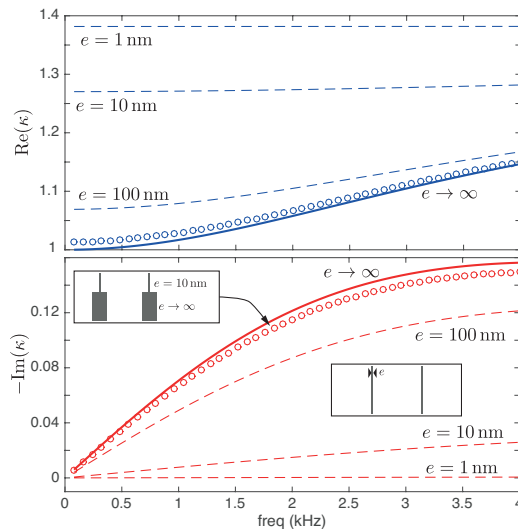 1.4
e = 1 nm
1.3
e = 10 nm
Re(κ)
1.2
e = 100 nm
1.1
e → ∞
1
e → ∞
e = 10 nm
e → ∞
0.12
e = 100 nm
−Im(κ)
0.08
e
0.04
e = 10 nm
e = 1 nm
0
0 0.5 1 1.5 2 2.5 3 3.5 4
freq (kHz)